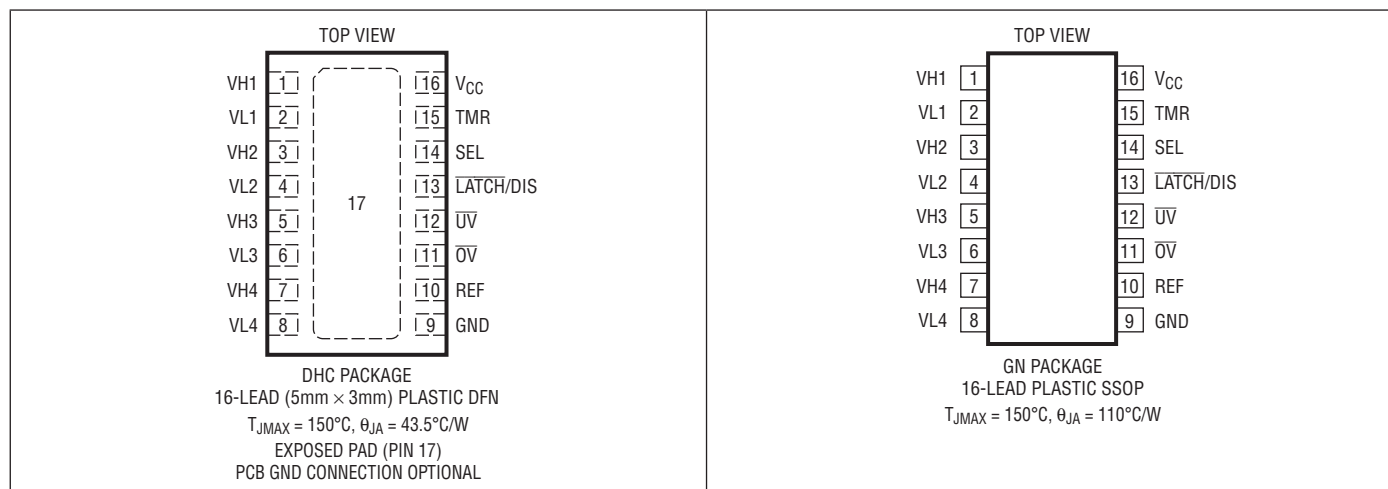 TOP VIEW
VH1 1
VL1 2
VH2 3
VL2 4
VH3 5
VL3 6
VH4 7
VL4 8
17
16 VCC
15 TMR
14 SEL
13 LATCH/DIS
12 UV
11 OV
10 REF
9 GND
DHC PACKAGE
16-LEAD (5mm × 3mm) PLASTIC DFN
TJMAX = 150°C, θJA = 43.5°C/W
EXPOSED PAD (PIN 17)
PCB GND CONNECTION OPTIONAL
TOP VIEW
VH1 1
VL1 2
VH2 3
VL2 4
VH3 5
VL3 6
VH4 7
VL4 8
16 VCC
15 TMR
14 SEL
13 LATCH/DIS
12 UV
11 OV
10 REF
9 GND
GN PACKAGE
16-LEAD PLASTIC SSOP
TJMAX = 150°C, θJA = 110°C/W